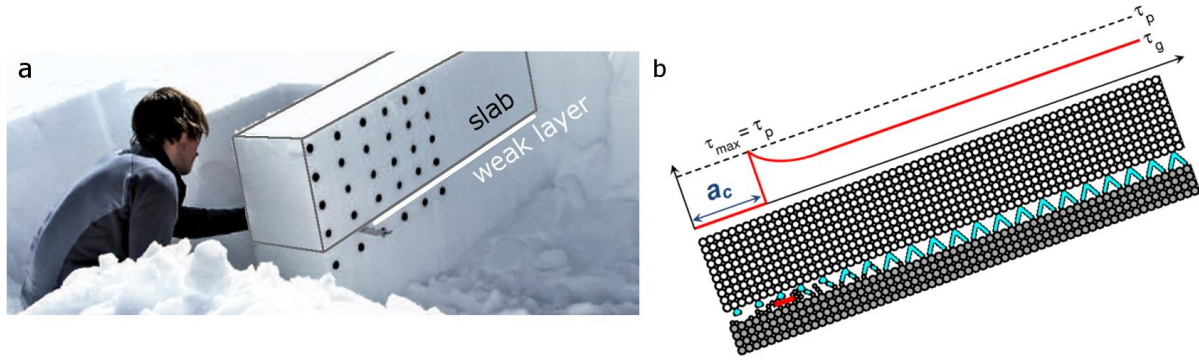 a
slab
weak layer
b
τp
τg
τmax = τp
ac